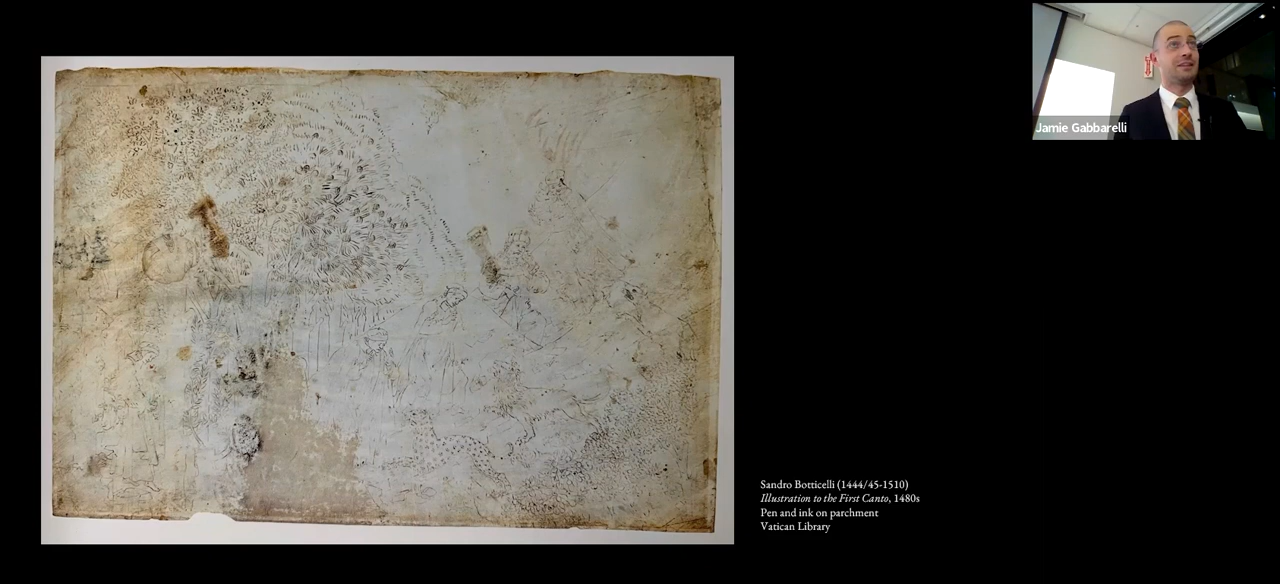 Jamie Gabbarelli
Sandro Botticelli (1444/45-1510)
Illustration to the First Canto, 1480s
Pen and ink on parchment
Vatican Library